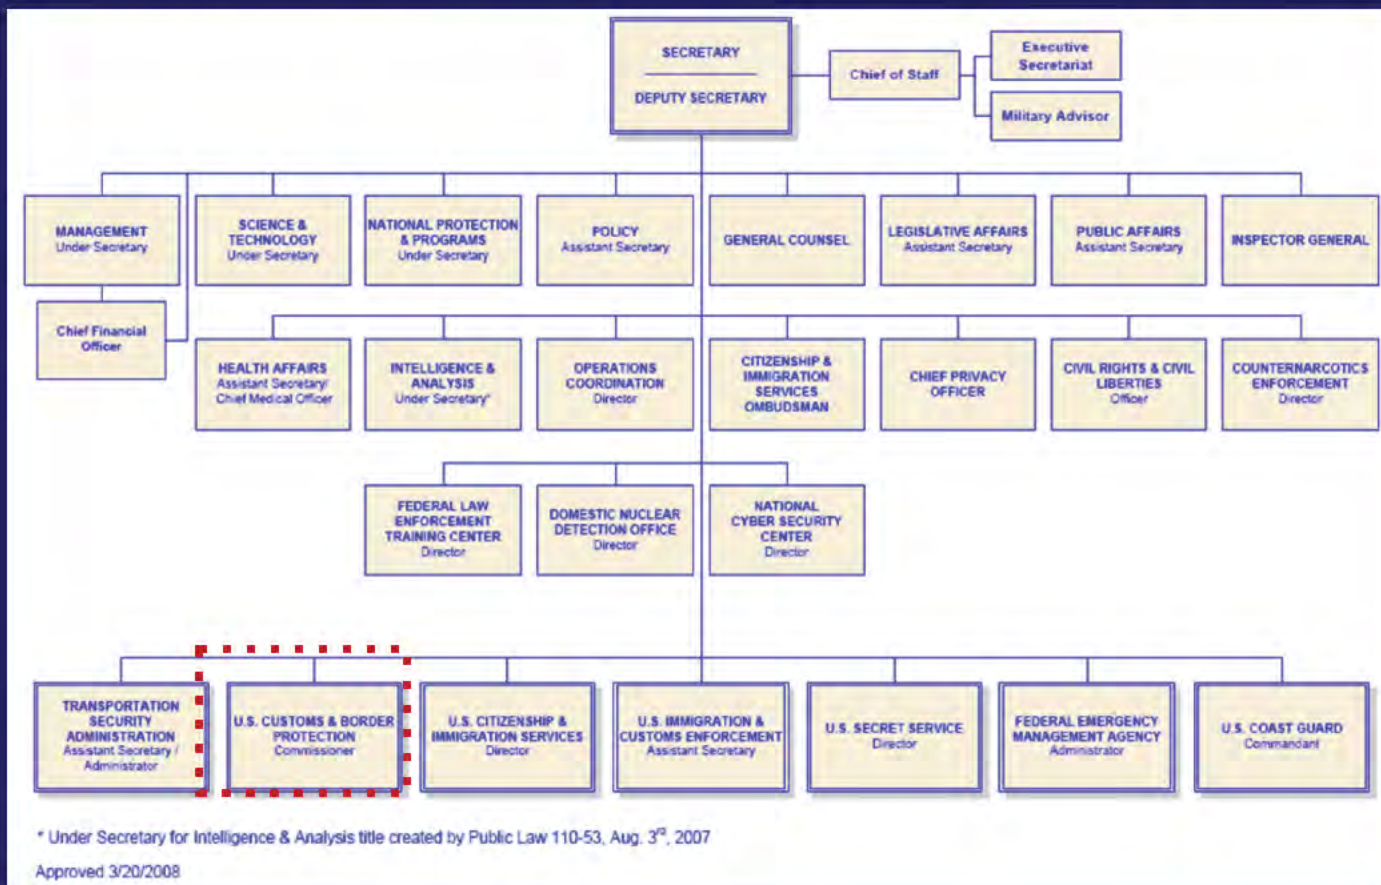 SECRETARY
DEPUTY SECRETARY
Chief of Staff
Executive
Secretariat
Military Advisor
MANAGEMENT
Under Secretary
SCIENCE &
TECHNOLOGY
Under Secretary
NATIONAL PROTECTION
& PROGRAMS
Under Secretary
POLICY
Assistant Secretary
GENERAL COUNSEL
LEGISLATIVE AFFAIRS
Assistant Secretary
PUBLIC AFFAIRS
Assistant Secretary
INSPECTOR GENERAL
Chief Financial
Officer
HEALTH AFFAIRS
Assistant Secretary/
Chief Medical Officer
INTELLIGENCE &
ANALYSIS
Under Secretary*
OPERATIONS
COORDINATION
Director
CITIZENSHIP &
IMMIGRATION
SERVICES
OMBUDSMAN
CHIEF PRIVACY
OFFICER
CIVIL RIGHTS & CIVIL
LIBERTIES
Officer
COUNTERNARCOTICS
ENFORCEMENT
Director
FEDERAL LAW
ENFORCEMENT
TRAINING CENTER
Director
DOMESTIC NUCLEAR
DETECTION OFFICE
Director
NATIONAL
CYBER SECURITY
CENTER
Director
TRANSPORTATION
SECURITY
ADMINISTRATION
Assistant Secretary /
Administrator
U.S. CUSTOMS & BORDER
PROTECTION
Commissioner
U.S. CITIZENSHIP &
IMMIGRATION SERVICES
Director
U.S. IMMIGRATION &
CUSTOMS ENFORCEMENT
Assistant Secretary
U.S. SECRET SERVICE
Director
FEDERAL EMERGENCY
MANAGEMENT AGENCY
Administrator
U.S. COAST GUARD
Commandant
* Under Secretary for Intelligence & Analysis title created by Public Law 110-53, Aug. 3rd, 2007
Approved 3/20/2008